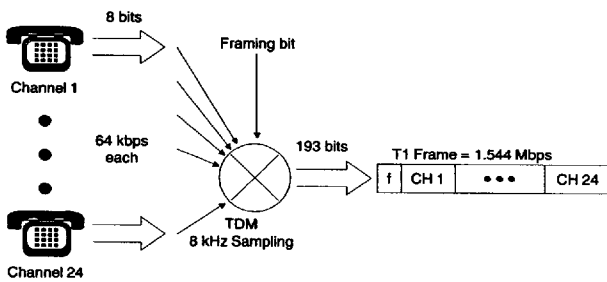 8 bits
Framing bit
Channel 1
64 kbps
each
193 bits
T1 Frame = 1.544 Mbps
f CH 1 ••• CH 24
TDM
8 kHz Sampling
Channel 24